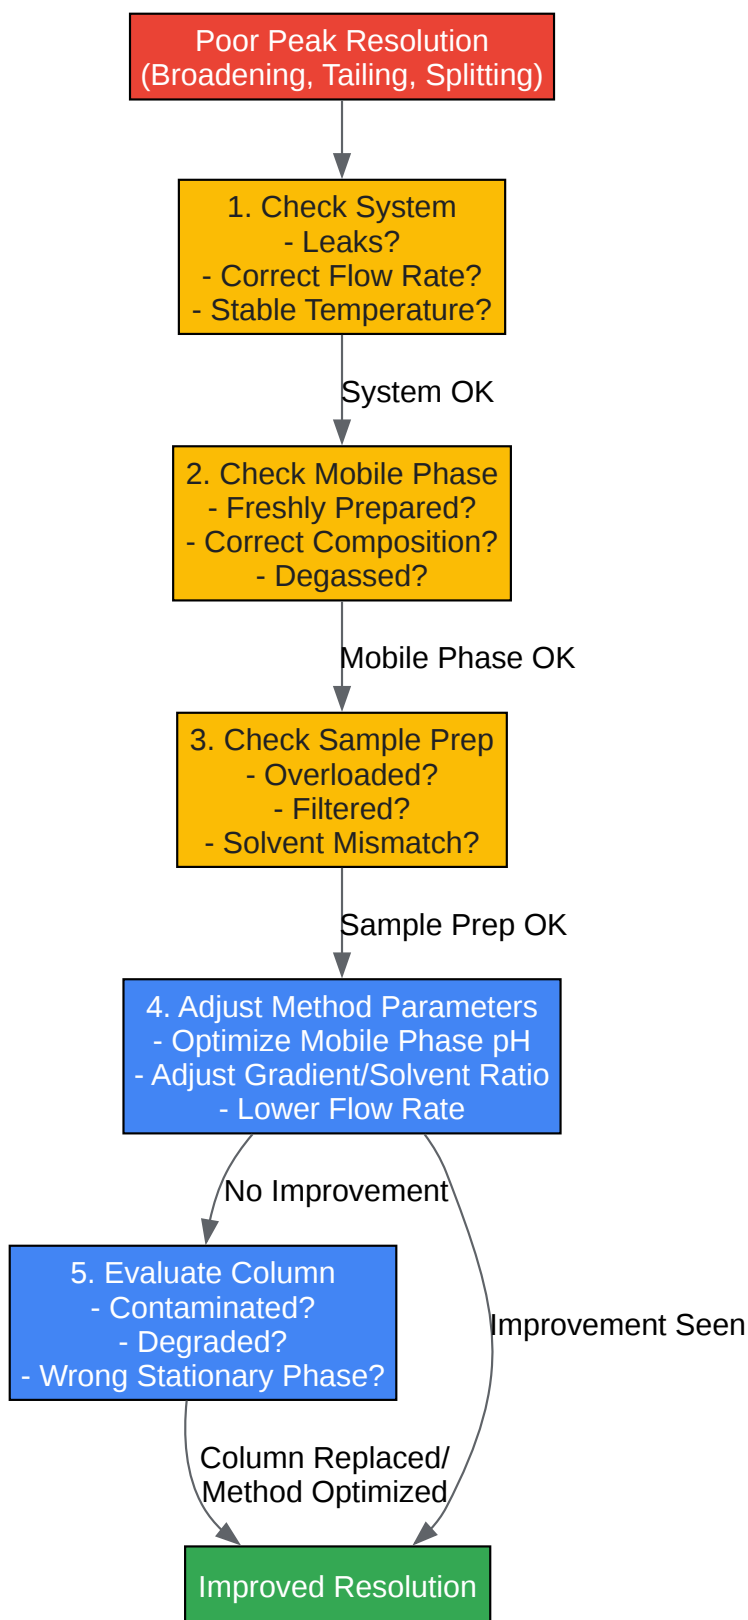 Poor Peak Resolution
(Broadening, Tailing, Splitting)
1. Check System
- Leaks?
- Correct Flow Rate?
- Stable Temperature?
System OK
2. Check Mobile Phase
- Freshly Prepared?
- Correct Composition?
- Degassed?
Mobile Phase OK
3. Check Sample Prep
- Overloaded?
- Filtered?
- Solvent Mismatch?
Sample Prep OK
4. Adjust Method Parameters
- Optimize Mobile Phase pH
- Adjust Gradient/Solvent Ratio
- Lower Flow Rate
No Improvement
5. Evaluate Column
- Contaminated?
- Degraded?
- Wrong Stationary Phase?
Improvement Seen
Column Replaced/
Method Optimized
Improved Resolution